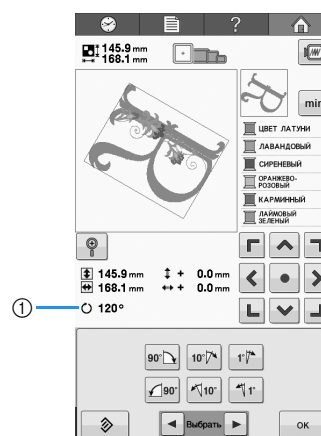 ?
145.9 mm
168.1 mm
min
ЦВЕТ ЛАТУНИ
ЛАВАНДОВЫЙ
СИРЕНЕВЫЙ
ОРАНЖЕВО-
РОЗОВЫЙ
КАРМИННЫЙ
ЛАЙМОВЫЙ
ЗЕЛЕНЫЙ
145.9 mm + 0.0 mm
168.1 mm + 0.0 mm
1 120°
90° 10° 1°
90° 10° 1°
Выбрать OK